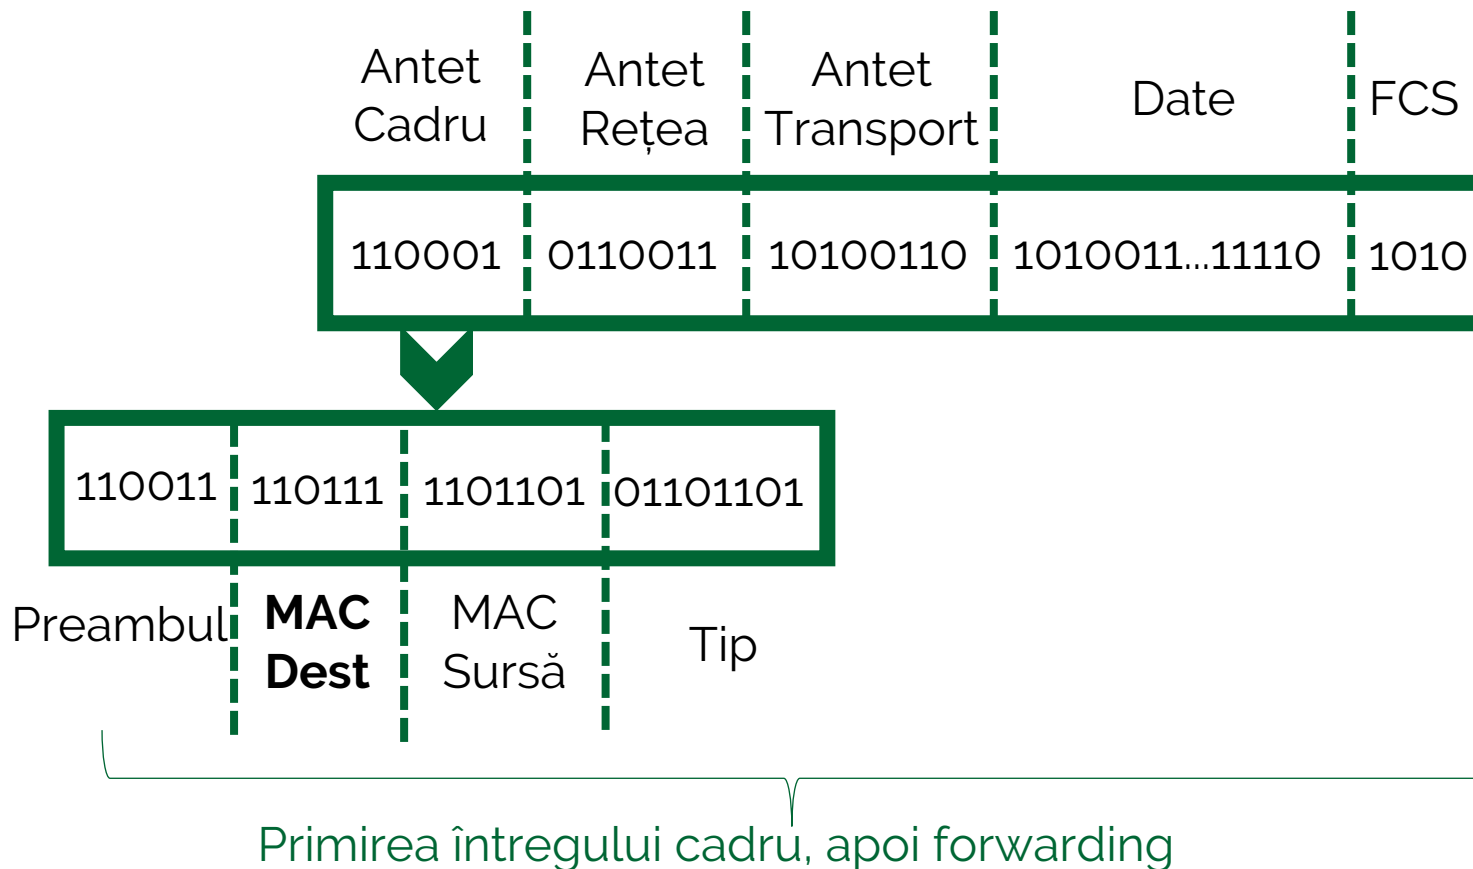 Antet
Cadru
Antet
Rețea
Antet
Transport
Date
FCS
110001
0110011
10100110
1010011...11110
1010
110011
110111
1101101
01101101
Preambul
MAC
Dest
MAC
Sursă
Tip
Primirea întregului cadru, apoi forwarding